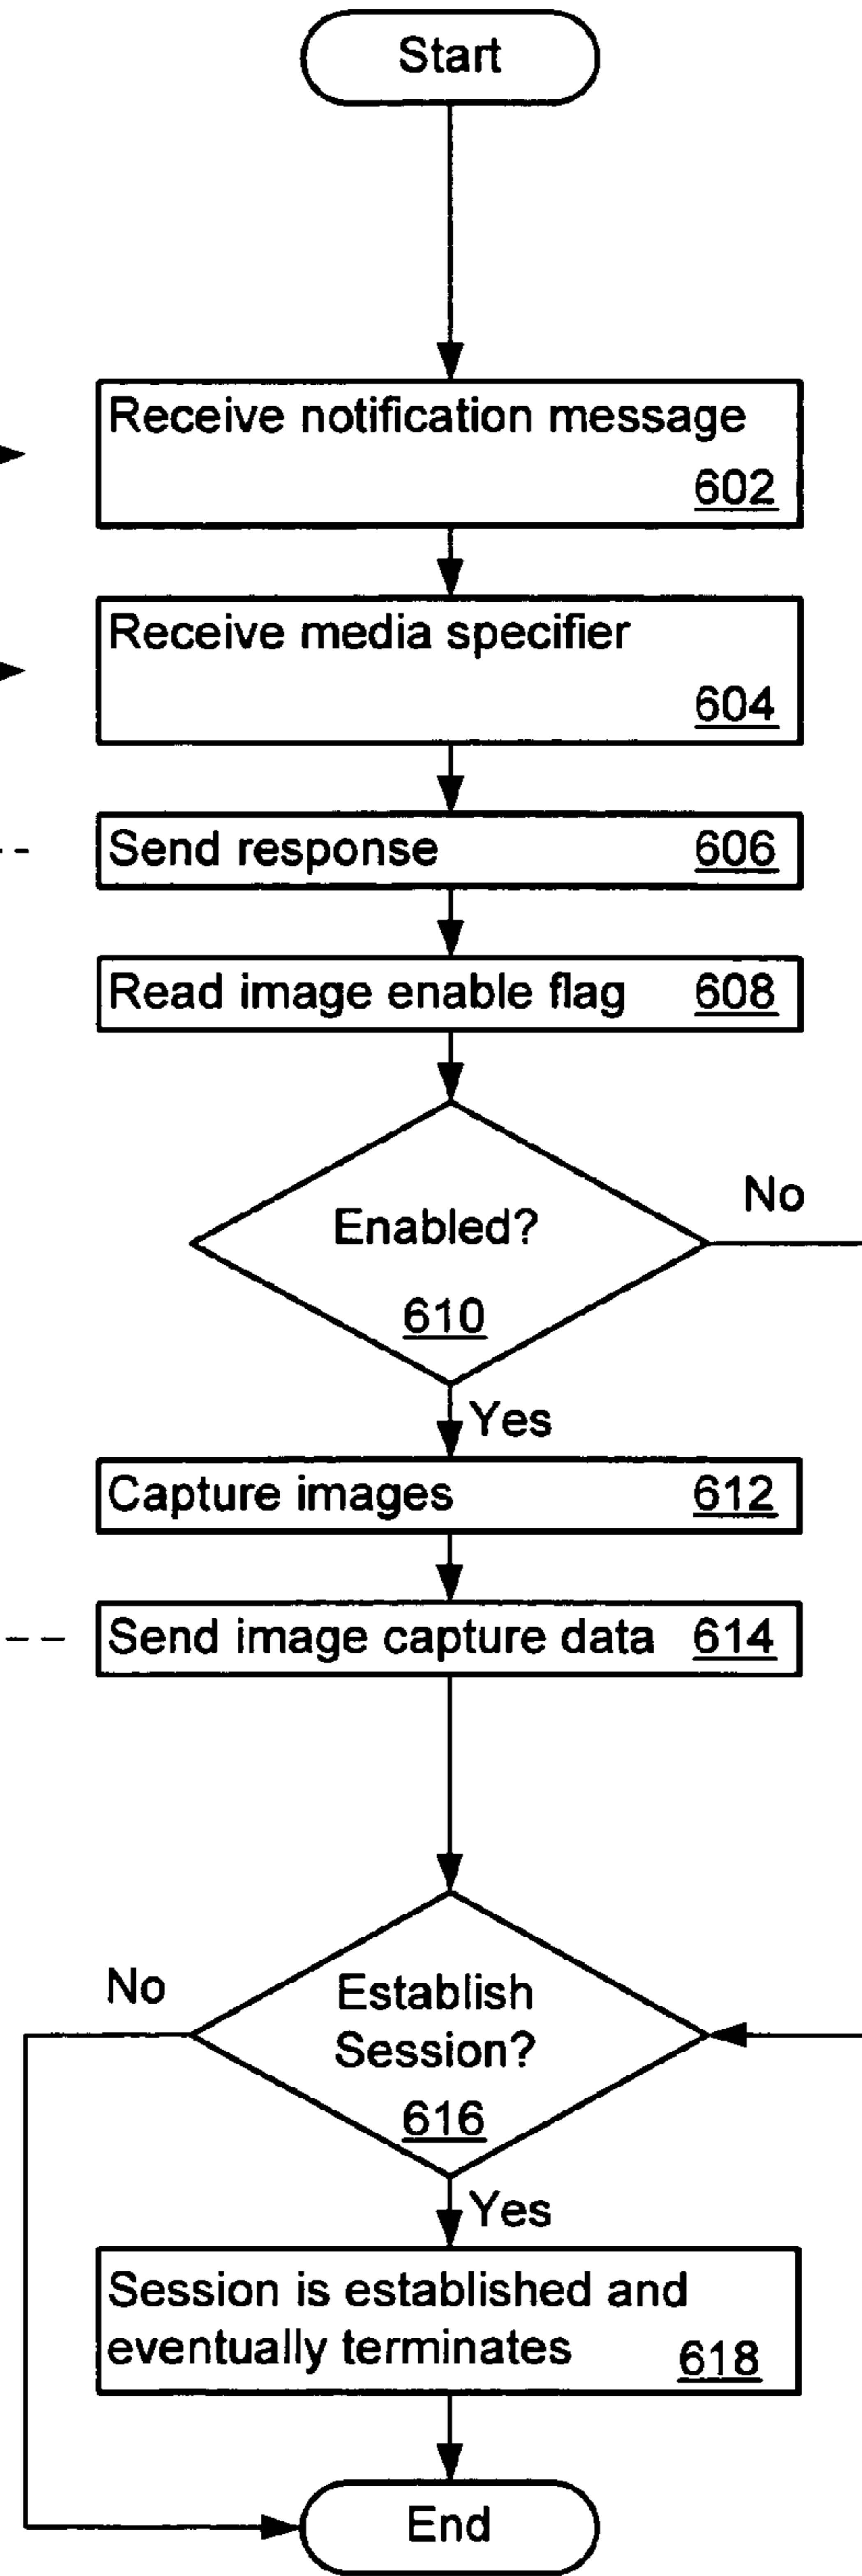 Start
Receive notification message
602
Receive media specifier
604
Send response 606
Read image enable flag 608
Enabled?
No
610
Yes
Capture images 612
Send image capture data 614
No
Establish
Session?
616
Yes
Session is established and
eventually terminates 618
End